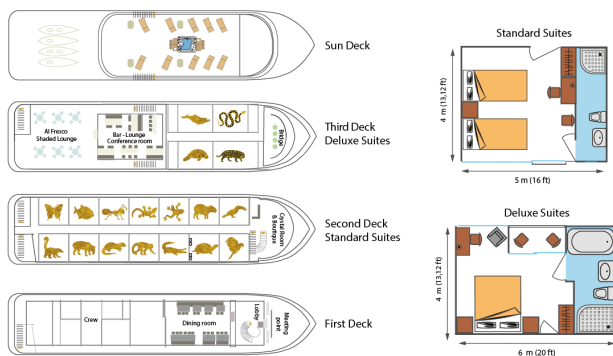 Sun Deck
Al Fresco
Shaded Lounge
Bar - Lounge
Conference room
Bridge
Third Deck
Deluxe Suites
Crystal Room
& Boutique
Second Deck
Standard Suites
Crew
Dining room
Lobby
Meeting
point
First Deck
Standard Suites
4 m (13,12 ft)
5 m (16 ft)
Deluxe Suites
4 m (13,12 ft)
6 m (20 ft)